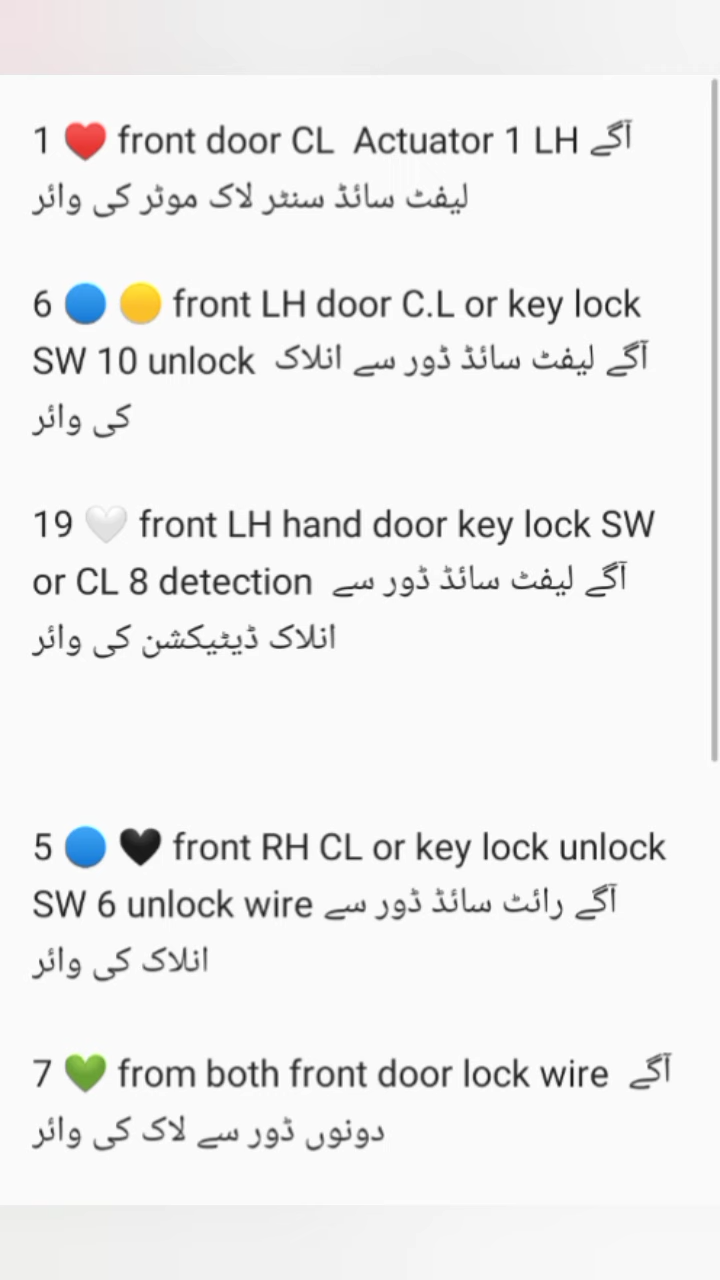 1 ❤️ front door CL Actuator 1 LH آگے
لیفٹ سائڈ سنٹر لاک موٹر کی وائر
6 🔵 🟡 front LH door C.L or key lock
SW 10 unlock آگے لیفٹ سائڈ ڈور سے انلاک
کی وائر
19 🤍 front LH hand door key lock SW
or CL 8 detection آگے لیفٹ سائڈ ڈور سے
انلاک ڈیٹیکشن کی وائر
5 🔵 🖤 front RH CL or key lock unlock
SW 6 unlock wire آگے رائٹ سائڈ ڈور سے
انلاک کی وائر
7 💚 from both front door lock wire آگے
دونوں ڈور سے لاک کی وائر